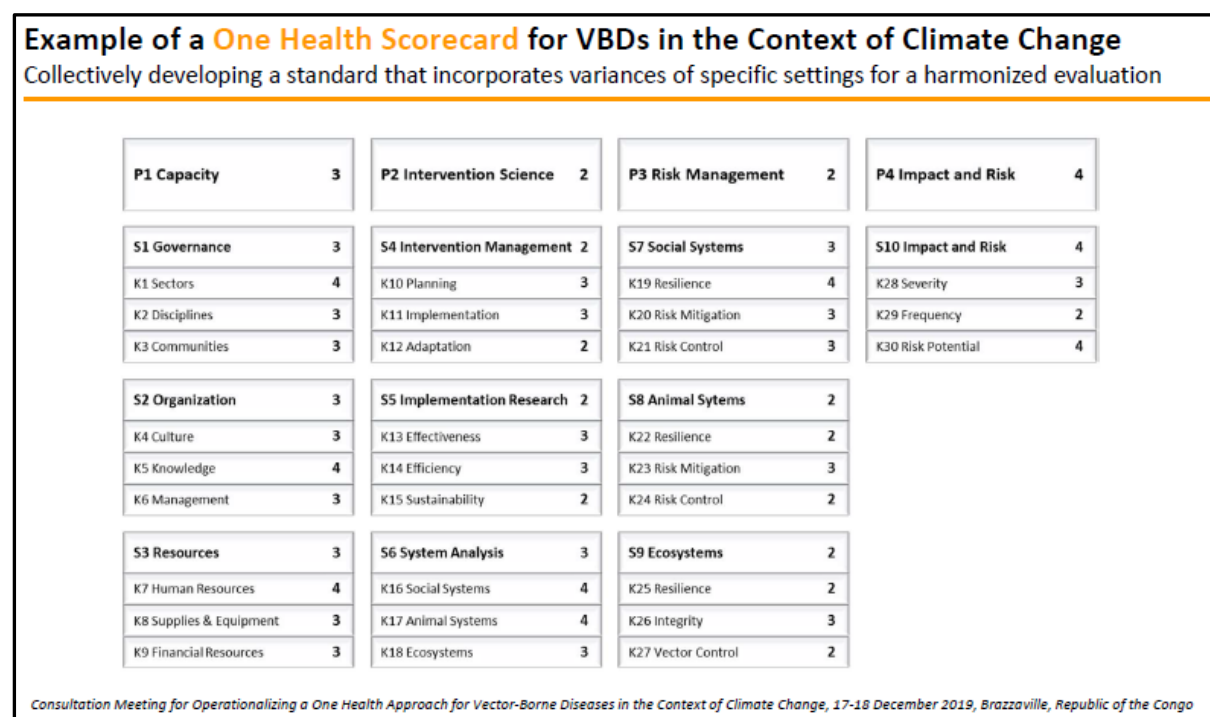 Example of a One Health Scorecard for VBDs in the Context of Climate Change
Collectively developing a standard that incorporates variances of specific settings for a harmonized evaluation
P1 Capacity 3
P2 Intervention Science 2
P3 Risk Management 2
P4 Impact and Risk 4
S1 Governance 3
K1 Sectors 4
K2 Disciplines 3
K3 Communities 3
S4 Intervention Management 2
K10 Planning 3
K11 Implementation 3
K12 Adaptation 2
S7 Social Systems 3
K19 Resilience 4
K20 Risk Mitigation 3
K21 Risk Control 3
S10 Impact and Risk 4
K28 Severity 3
K29 Frequency 2
K30 Risk Potential 4
S2 Organization 3
K4 Culture 3
K5 Knowledge 4
K6 Management 3
S5 Implementation Research 2
K13 Effectiveness 3
K14 Efficiency 3
K15 Sustainability 2
S8 Animal Sytems 2
K22 Resilience 2
K23 Risk Mitigation 3
K24 Risk Control 2
S3 Resources 3
K7 Human Resources 4
K8 Supplies & Equipment 3
K9 Financial Resources 3
S6 System Analysis 3
K16 Social Systems 4
K17 Animal Systems 4
K18 Ecosystems 3
S9 Ecosystems 2
K25 Resilience 2
K26 Integrity 3
K27 Vector Control 2
Consultation Meeting for Operationalizing a One Health Approach for Vector-Borne Diseases in the Context of Climate Change, 17-18 December 2019, Brazzaville, Republic of the Congo